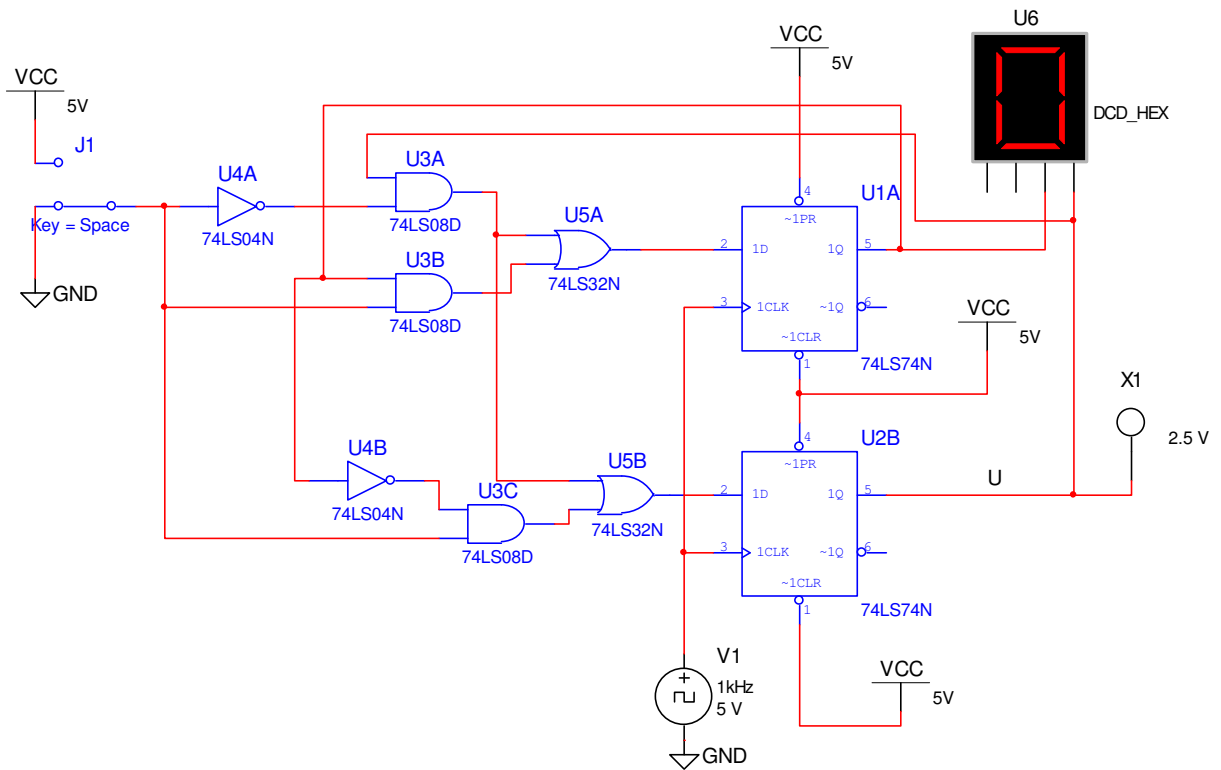 U6
VCC
5V
DCD_HEX
VCC
5V
J1
Key = Space
GND
U4A
74LS04N
U3A
74LS08D
U3B
74LS08D
U5A
74LS32N
U1A
4
~1PR
2
1D
1Q
5
3
1CLK
~1Q
6
~1CLR
1
74LS74N
VCC
5V
X1
2.5 V
U4B
74LS04N
U3C
74LS08D
U5B
74LS32N
U2B
4
~1PR
2
1D
1Q
5
U
3
1CLK
~1Q
6
~1CLR
1
74LS74N
V1
1kHz
5 V
GND
VCC
5V
0